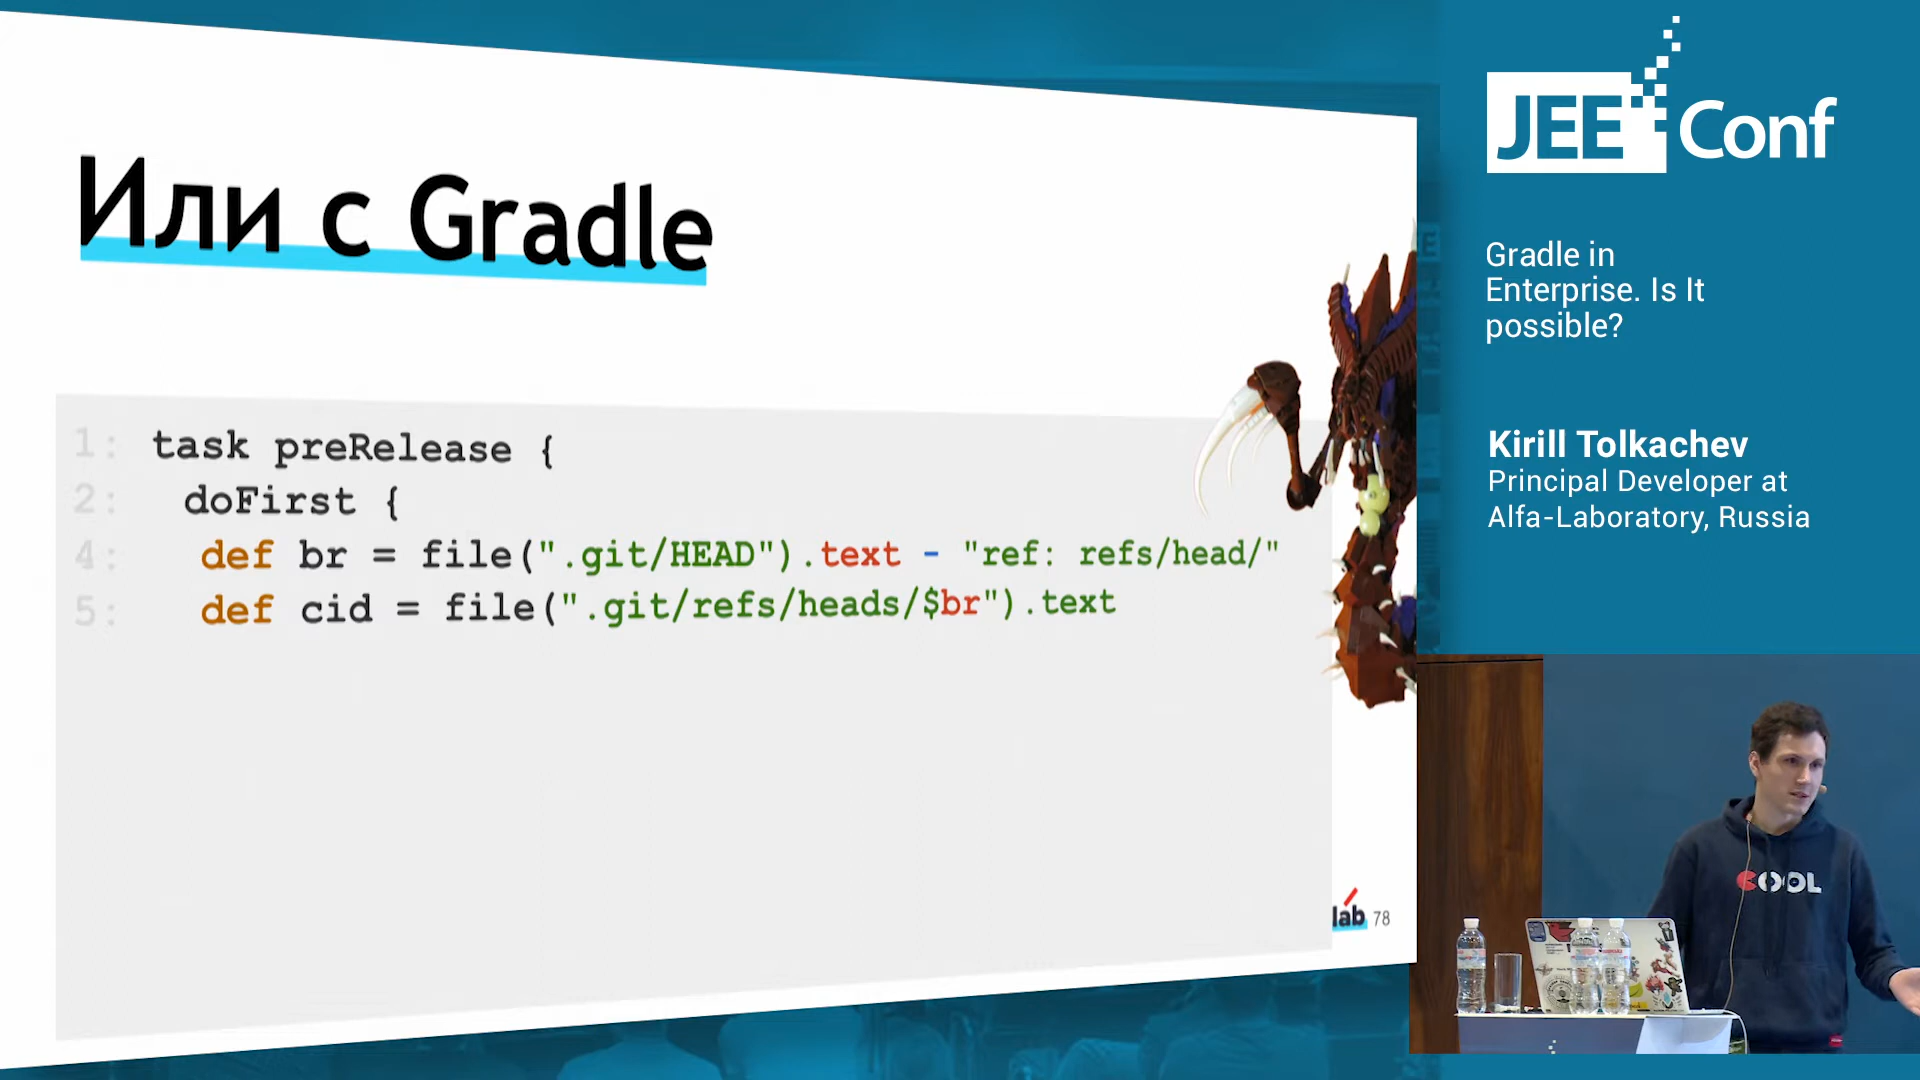 Или с Gradle
1: task preRelease {
2: doFirst {
4: def br = file(".git/HEAD").text - "ref: refs/head/"
5: def cid = file(".git/refs/heads/$br").text
lab 78
JEE Conf
Gradle in
Enterprise. Is It
possible?
Kirill Tolkachev
Principal Developer at
Alfa-Laboratory, Russia
COOL